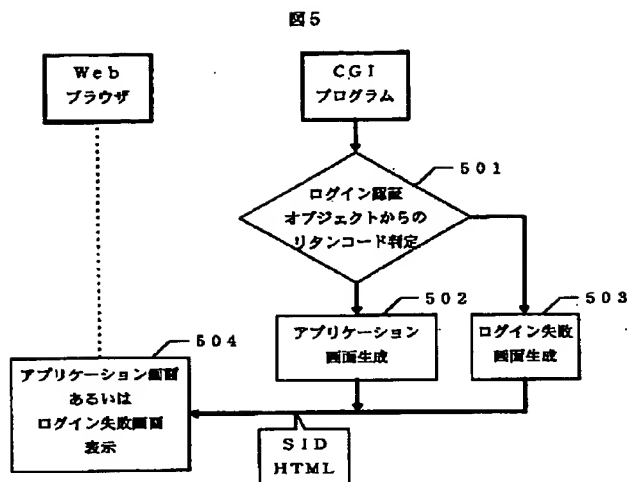 図5
Web
ブラウザ
CGI
プログラム
501
ログイン認証
オブジェクトからの
リタンコード判定
502
アプリケーション
画面生成
503
ログイン失敗
画面生成
504
アプリケーション画面
あるいは
ログイン失敗画面
表示
SID
HTML